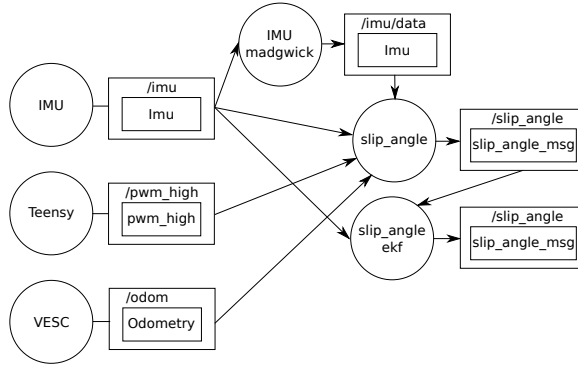 IMU
madgwick
/imu/data
Imu
IMU
/imu
Imu
slip_angle
/slip_angle
slip_angle_msg
Teensy
/pwm_high
pwm_high
slip_angle
ekf
/slip_angle
slip_angle_msg
VESC
/odom
Odometry